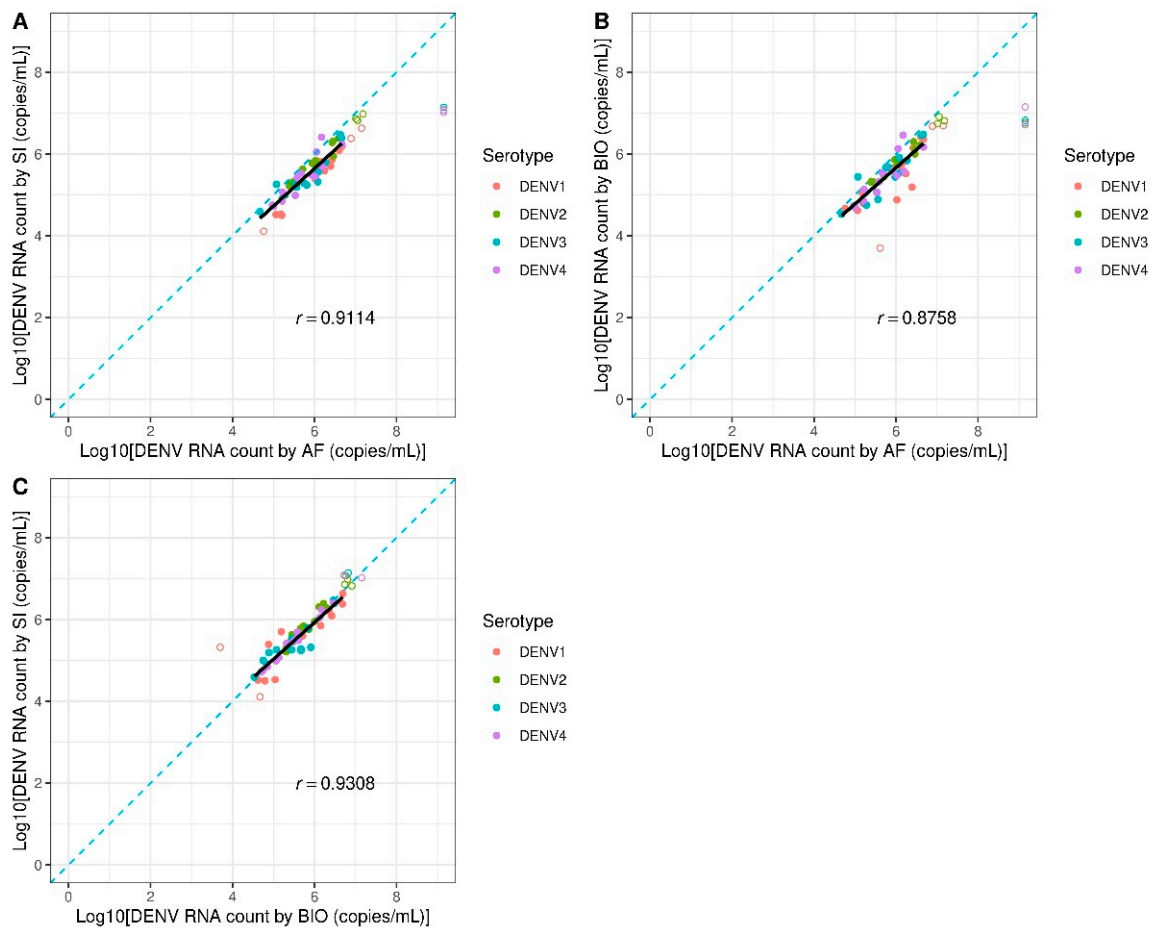 A
Log10[DENV RNA count by SI (copies/mL)]
8
6
4
2
0
0 2 4 6 8
Log10[DENV RNA count by AF (copies/mL)]
r = 0.9114
Serotype
DENV1
DENV2
DENV3
DENV4
B
Log10[DENV RNA count by BIO (copies/mL)]
8
6
4
2
0
0 2 4 6 8
Log10[DENV RNA count by AF (copies/mL)]
r = 0.8758
Serotype
DENV1
DENV2
DENV3
DENV4
C
Log10[DENV RNA count by SI (copies/mL)]
8
6
4
2
0
0 2 4 6 8
Log10[DENV RNA count by BIO (copies/mL)]
r = 0.9308
Serotype
DENV1
DENV2
DENV3
DENV4